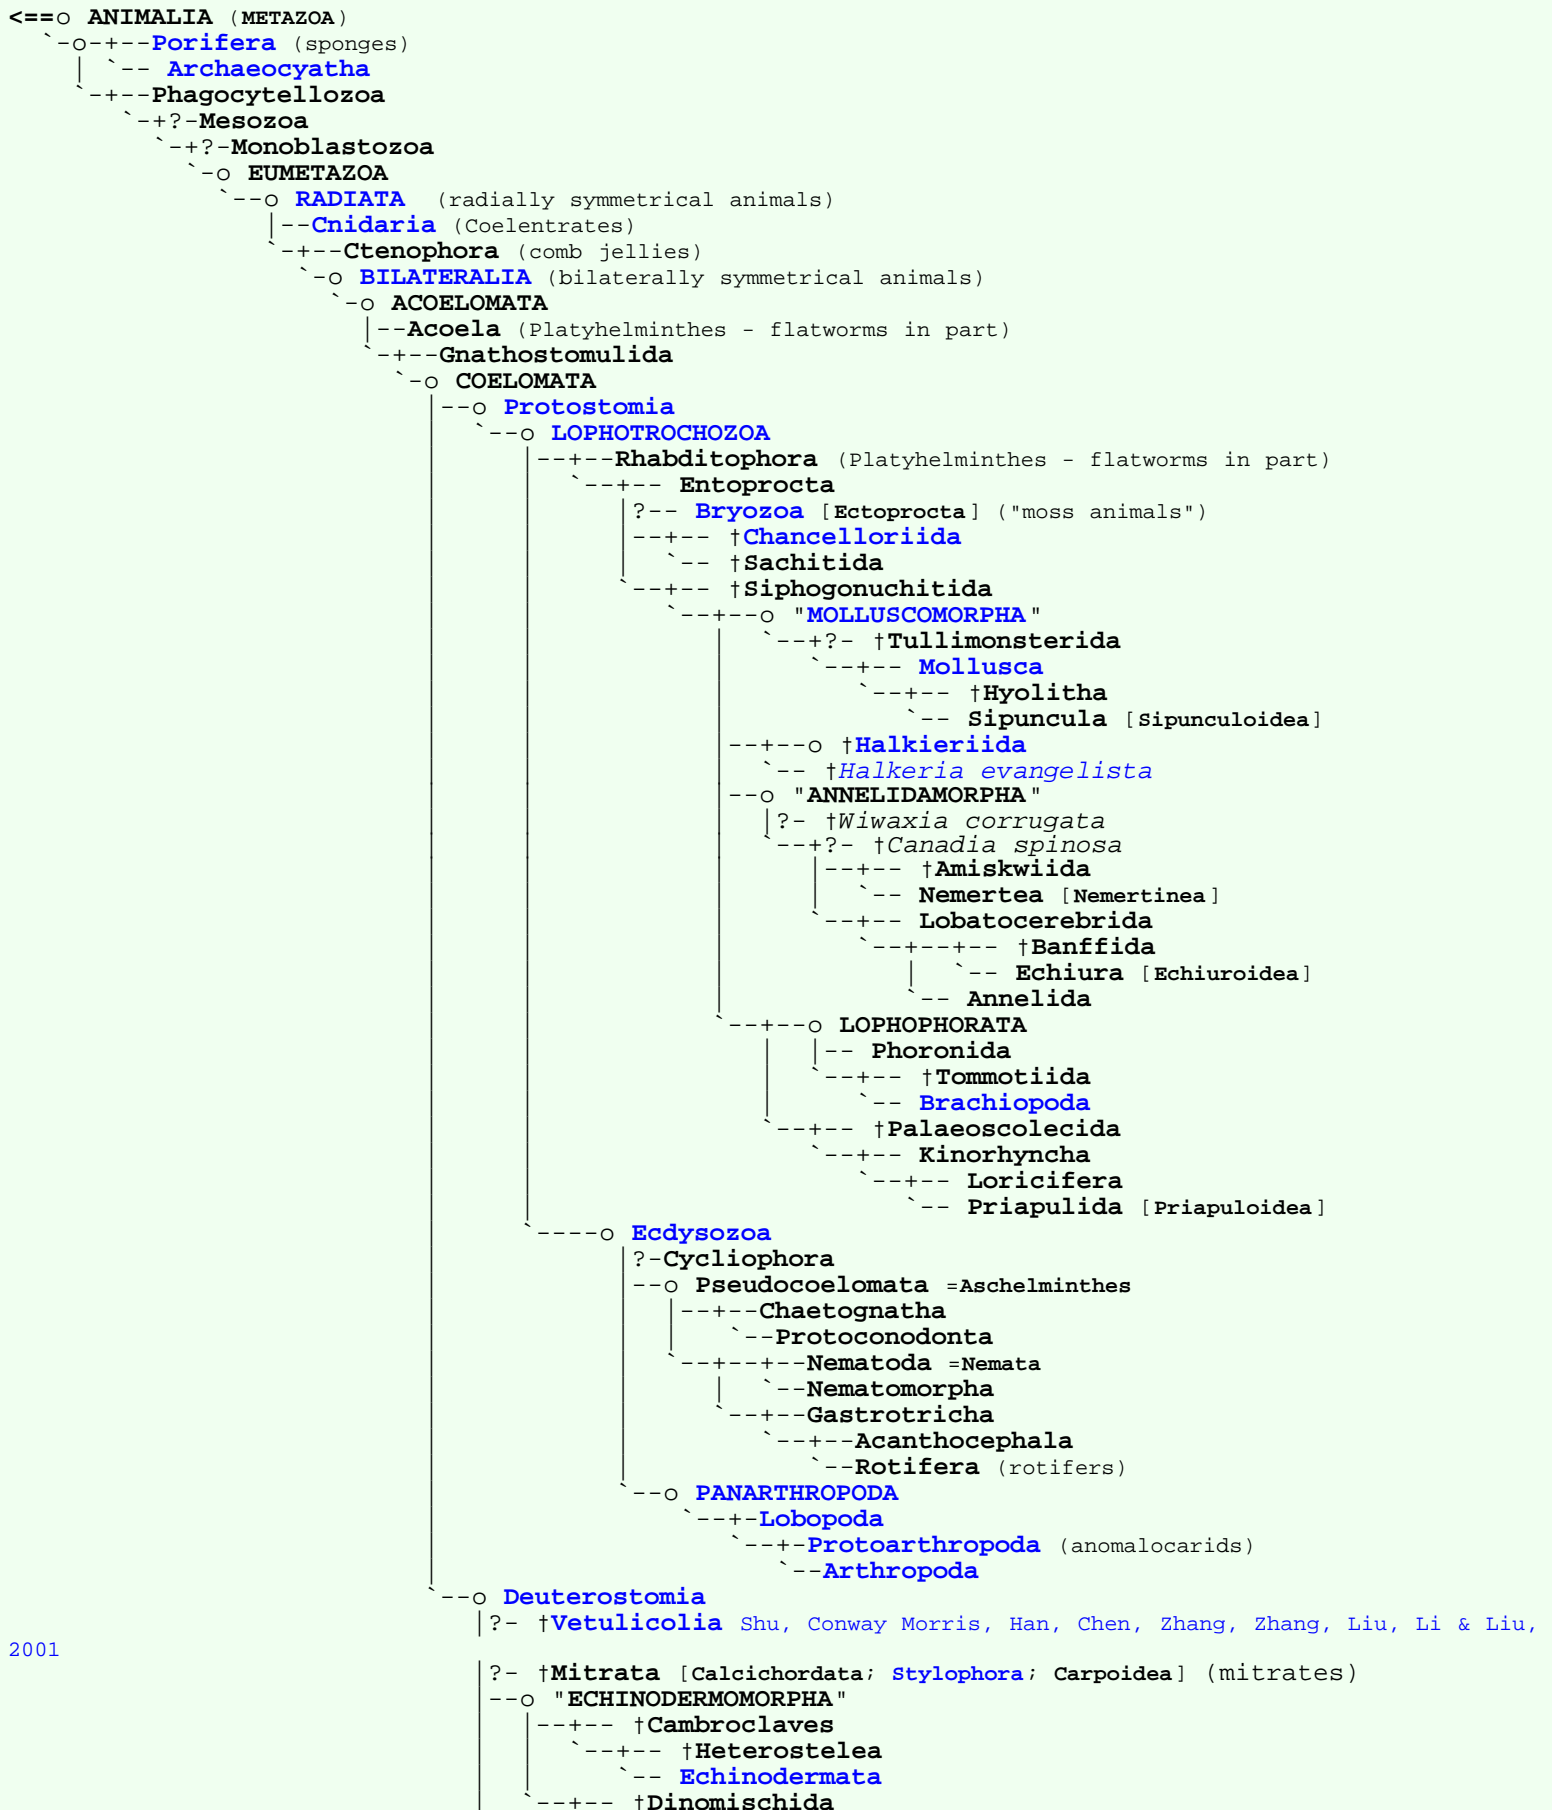 <==o ANIMALIA (METAZOA)
`-o-+--Porifera (sponges)
| `-- Archaeocyatha
`-+--Phagocytellozoa
`-+?-Mesozoa
`-+?-Monoblastozoa
`-o EUMETAZOA
`--o RADIATA (radially symmetrical animals)
|--Cnidaria (Coelentrates)
`-+--Ctenophora (comb jellies)
`-o BILATERALIA (bilaterally symmetrical animals)
`-o ACOELOMATA
|--Acoela (Platyhelminthes - flatworms in part)
`-+--Gnathostomulida
`-o COELOMATA
|--o Protostomia
| `--o LOPHOTROCHOZOA
| |--+--Rhabditophora (Platyhelminthes - flatworms in part)
| | `--+-- Entoprocta
| | |?-- Bryozoa [Ectoprocta] ("moss animals")
| | |--+-- †Chancelloriida
| | | `-- †Sachitida
| | `--+-- †Siphogonuchitida
| | `--+--o "MOLLUSCOMORPHA"
| | | `--+?- †Tullimonsterida
| | | `--+-- Mollusca
| | | `--+-- †Hyolitha
| | | `-- Sipuncula [Sipunculoidea]
| | |--+--o †Halkieriida
| | | `-- †Halkeria evangelista
| | |--o "ANNELIDAMORPHA"
| | | |?- †Wiwaxia corrugata
| | | `--+?- †Canadia spinosa
| | | |--+-- †Amiskwiida
| | | | `-- Nemertea [Nemertinea]
| | | `--+-- Lobatocerebrida
| | | `--+--+-- †Banffida
| | | | `-- Echiura [Echiuroidea]
| | | `-- Annelida
| | `--+--o LOPHOPHORATA
| | | |-- Phoronida
| | | `--+-- †Tommotiida
| | | `-- Brachiopoda
| | `--+-- †Palaeoscolecida
| | `--+-- Kinorhyncha
| | `--+-- Loricifera
| | `-- Priapulida [Priapuloidea]
| `----o Ecdysozoa
| |?-Cycliophora
| |--o Pseudocoelomata =Aschelminthes
| | |--+--Chaetognatha
| | | `--Protoconodonta
| | `--+--+--Nematoda =Nemata
| | | `--Nematomorpha
| | `--+--Gastrotricha
| | `--+--Acanthocephala
| | `--Rotifera (rotifers)
| `--o PANARTHROPODA
| `--+-Lobopoda
| `--+-Protoarthropoda (anomalocarids)
| `--Arthropoda
`--o Deuterostomia
|?- †Vetulicolia Shu, Conway Morris, Han, Chen, Zhang, Zhang, Liu, Li & Liu,
2001
|?- †Mitrata [Calcichordata; Stylophora; Carpoidea] (mitrates)
|--o "ECHINODERMOMORPHA"
| |--+-- †Cambroclaves
| | `--+-- †Heterostelea
| | `-- Echinodermata
| `--+-- †Dinomischida